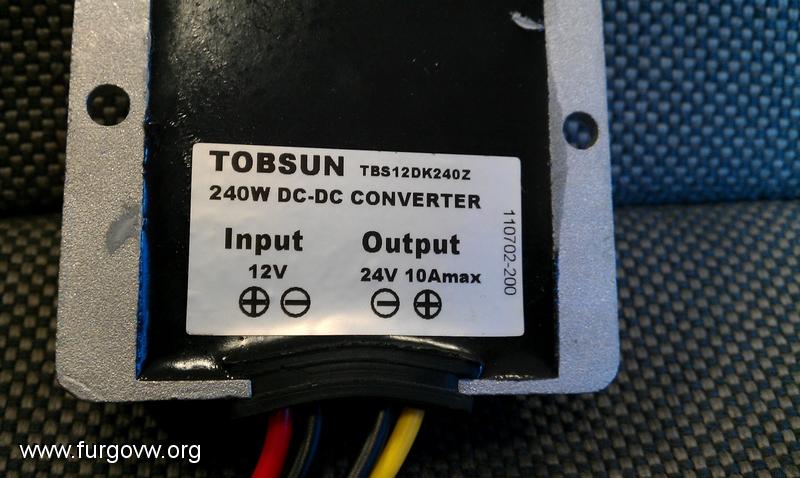 TOBSUN TBS12DK240Z
240W DC-DC CONVERTER
Input Output
12V 24V 10Amax
⊕ ⊖ ⊖ ⊕
110702-200
www.furgovw.org